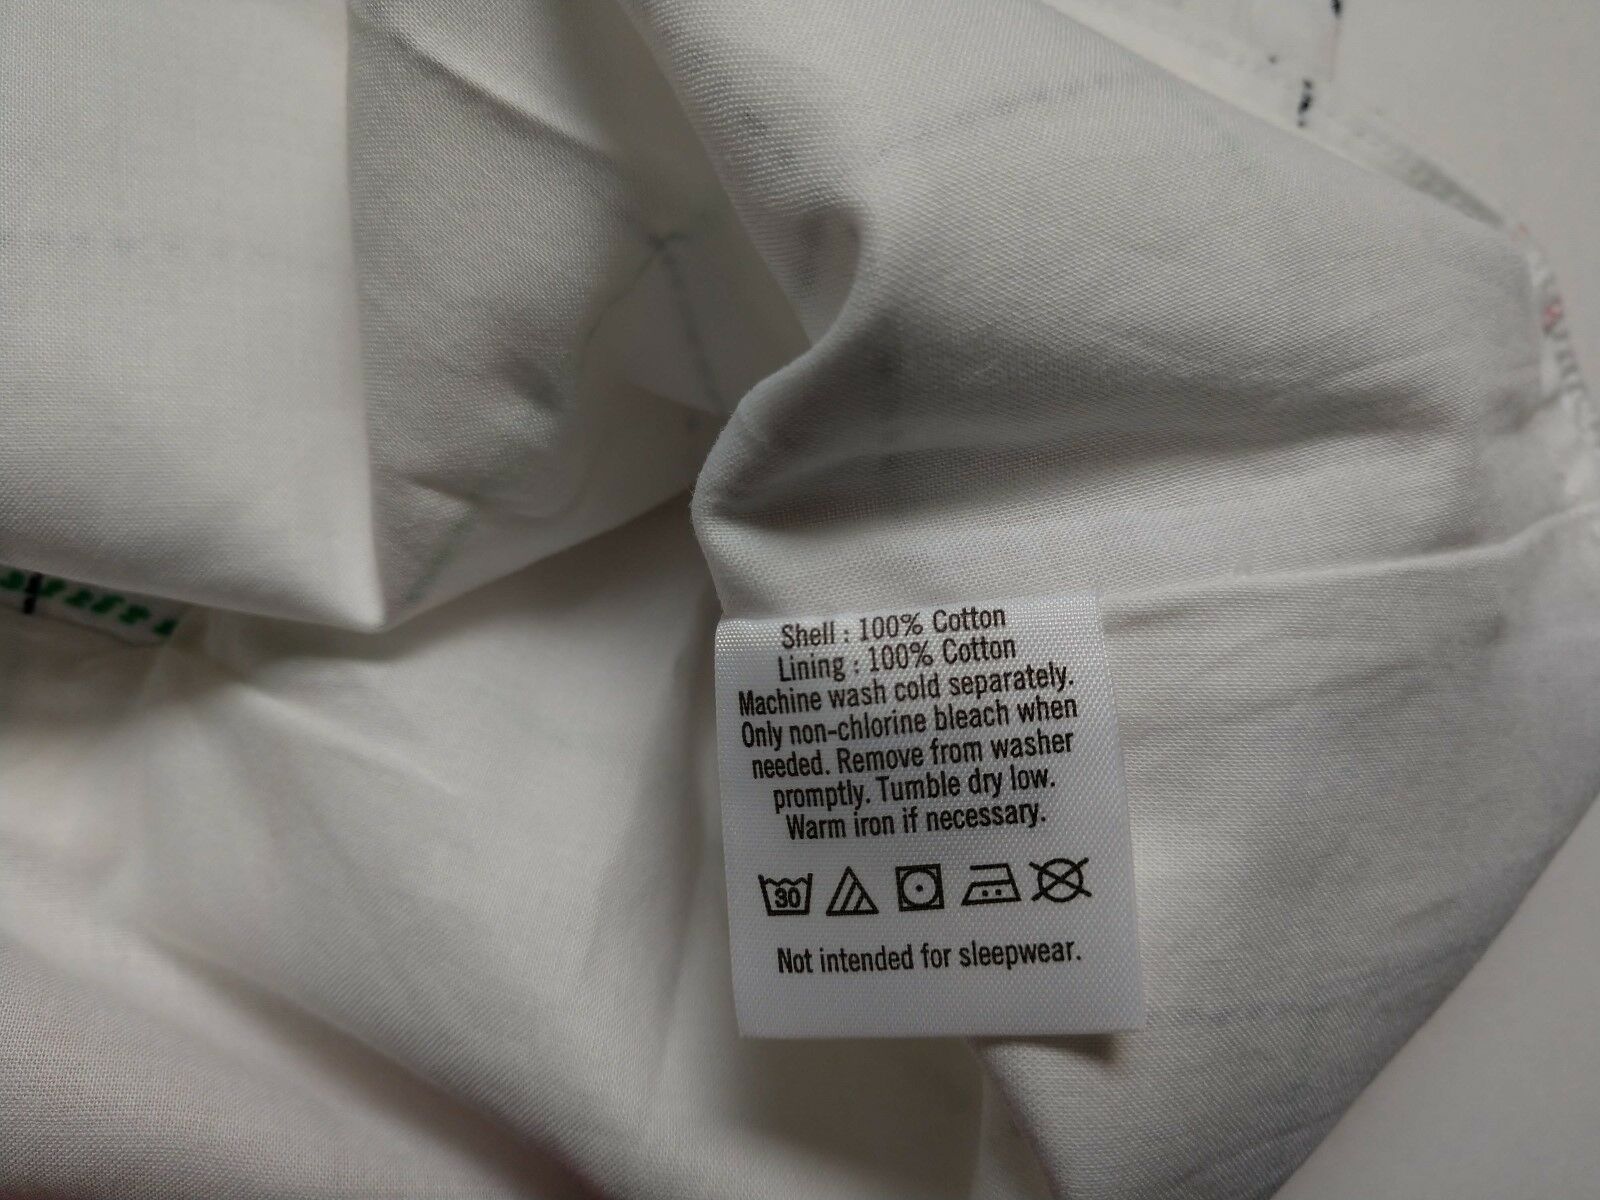 Shell : 100% Cotton
Lining : 100% Cotton
Machine wash cold separately.
Only non-chlorine bleach when
needed. Remove from washer
promptly. Tumble dry low.
Warm iron if necessary.
30
Not intended for sleepwear.